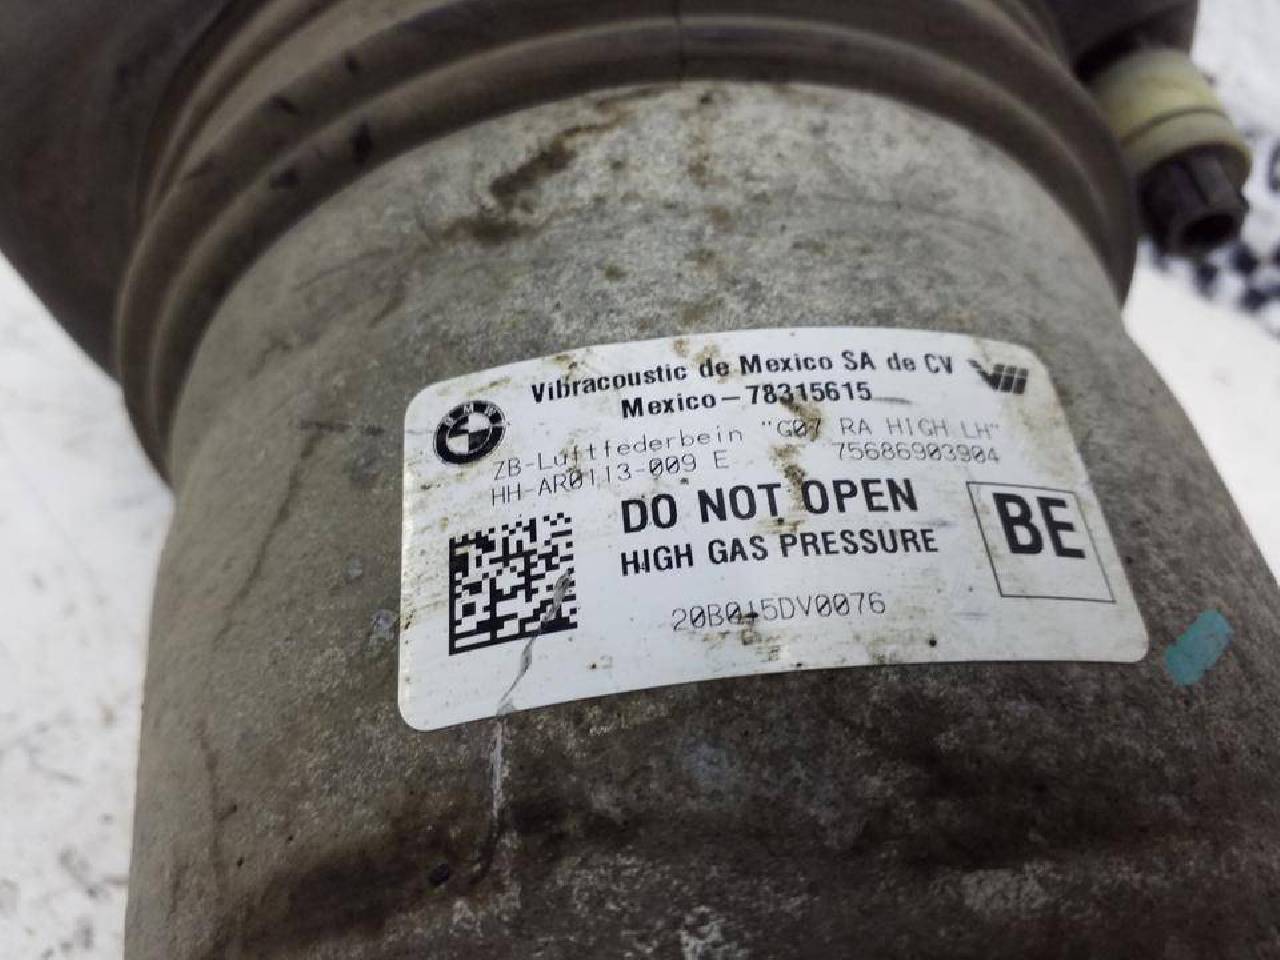 Vibracoustic de Mexico SA de CV
Mexico-78315615
BMW
ZB-Luftfederbein "G07 RA HIGH LH"
HH-AR0113-009 E 75686903904
DO NOT OPEN
HIGH GAS PRESSURE
BE
20B015DV0076